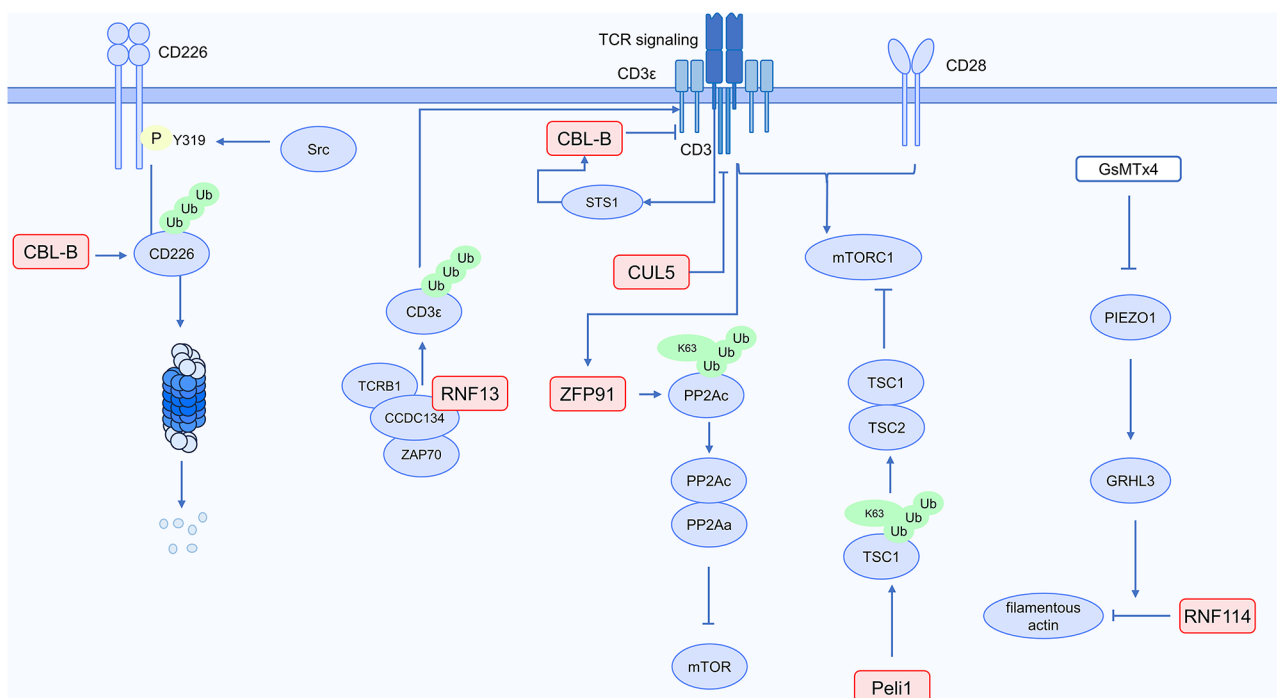 CD226
P
Y319
Src
Ub
Ub
Ub
CBL-B
CD226
TCR signaling
CD3ε
CD3
CBL-B
STS1
CUL5
CD28
mTORC1
Ub
Ub
Ub
CD3ε
TCRB1
CCDC134
RNF13
ZAP70
ZFP91
K63
Ub
Ub
Ub
PP2Ac
PP2Ac
PP2Aa
mTOR
TSC1
TSC2
K63
Ub
Ub
Ub
TSC1
Peli1
GsMTx4
PIEZO1
GRHL3
filamentous
actin
RNF114